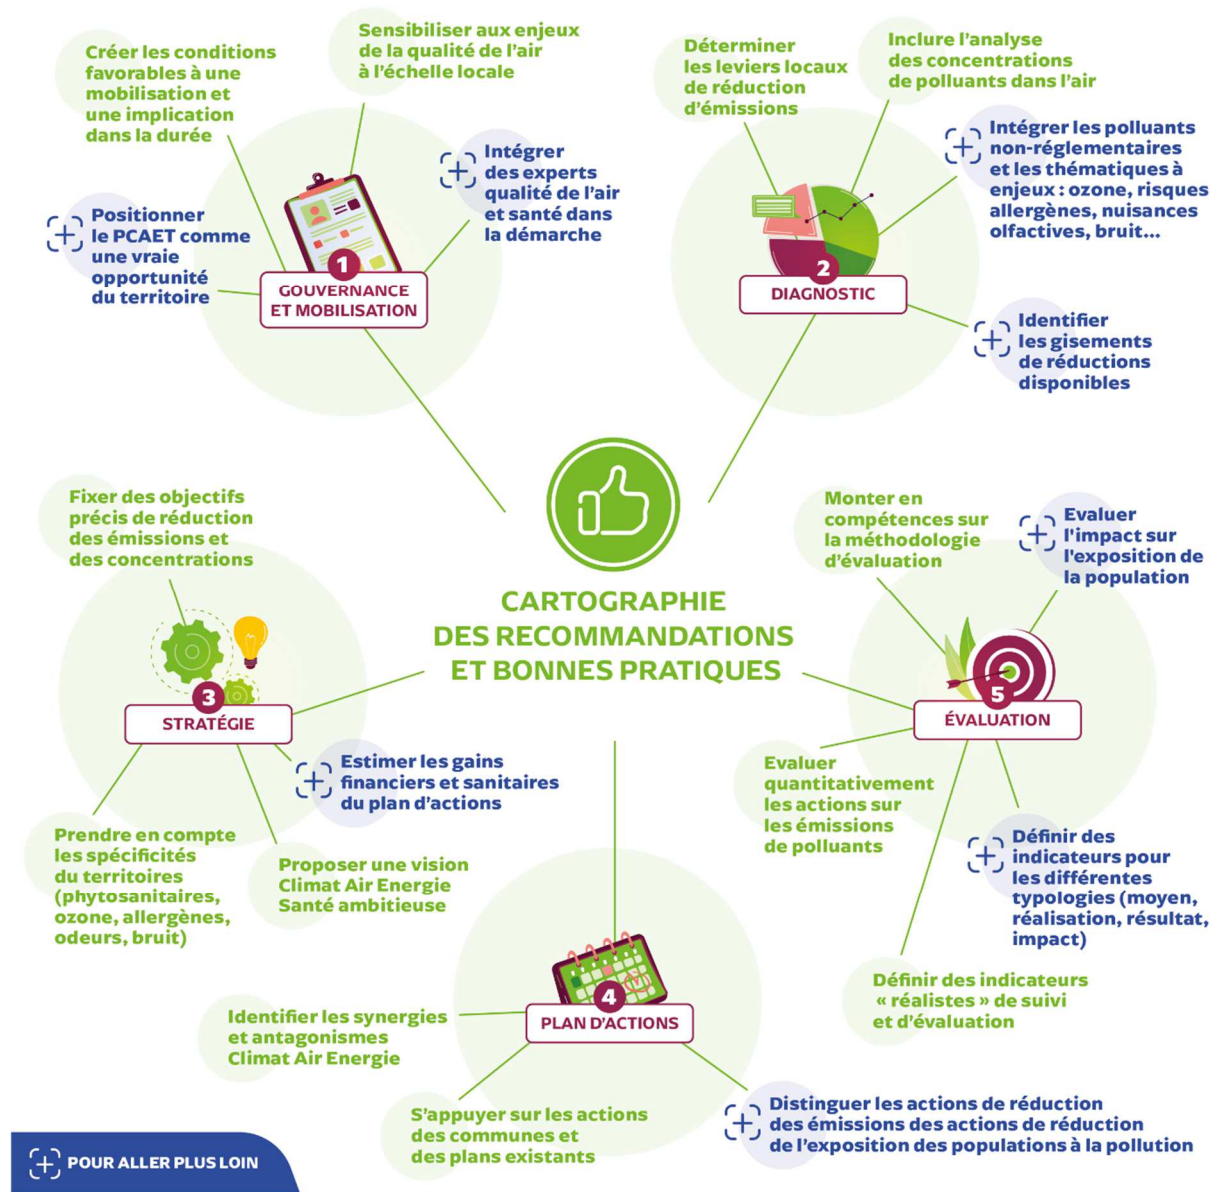 Créer les conditions
favorables à une
mobilisation et
une implication
dans la durée
Sensibiliser aux enjeux
de la qualité de l'air
à l'échelle locale
Intégrer
des experts
qualité de l'air
et santé dans
la démarche
Positionner
le PCAET comme
une vraie
opportunité
du territoire
1
GOUVERNANCE
ET MOBILISATION
Déterminer
les leviers locaux
de réduction
d'émissions
Inclure l'analyse
des concentrations
de polluants dans l'air
Intégrer les polluants
non-réglementaires
et les thématiques à
enjeux : ozone, risques
allergènes, nuisances
olfactives, bruit...
2
DIAGNOSTIC
Identifier
les gisements
de réductions
disponibles
CARTOGRAPHIE
DES RECOMMANDATIONS
ET BONNES PRATIQUES
Fixer des objectifs
précis de réduction
des émissions et
des concentrations
3
STRATÉGIE
Estimer les gains
financiers et sanitaires
du plan d'actions
Prendre en compte
les spécificités
du territoires
(phytosanitaires,
ozone, allergènes,
odeurs, bruit)
Proposer une vision
Climat Air Energie
Santé ambitieuse
Monter en
compétences sur
la méthodologie
d'évaluation
Evaluer
l'impact sur
l'exposition de
la population
5
ÉVALUATION
Evaluer
quantitativement
les actions sur
les émissions
de polluants
Définir des
indicateurs pour
les différentes
typologies (moyen,
réalisation, résultat,
impact)
Définir des indicateurs
« réalistes » de suivi
et d'évaluation
4
PLAN D'ACTIONS
Identifier les synergies
et antagonismes
Climat Air Energie
S'appuyer sur les actions
des communes et
des plans existants
Distinguer les actions de réduction
des émissions des actions de réduction
de l'exposition des populations à la pollution
POUR ALLER PLUS LOIN